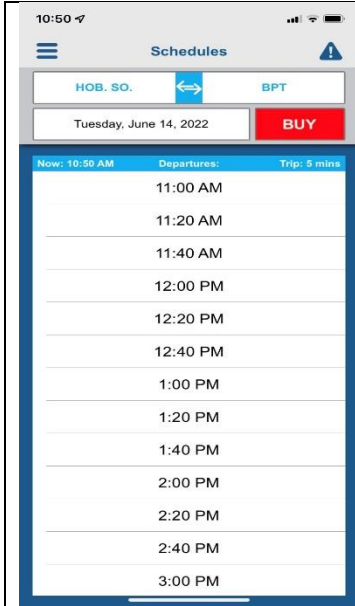 10:50
Schedules
HOB. SO. BPT
Tuesday, June 14, 2022 BUY
Now: 10:50 AM Departures: Trip: 5 mins
11:00 AM
11:20 AM
11:40 AM
12:00 PM
12:20 PM
12:40 PM
1:00 PM
1:20 PM
1:40 PM
2:00 PM
2:20 PM
2:40 PM
3:00 PM